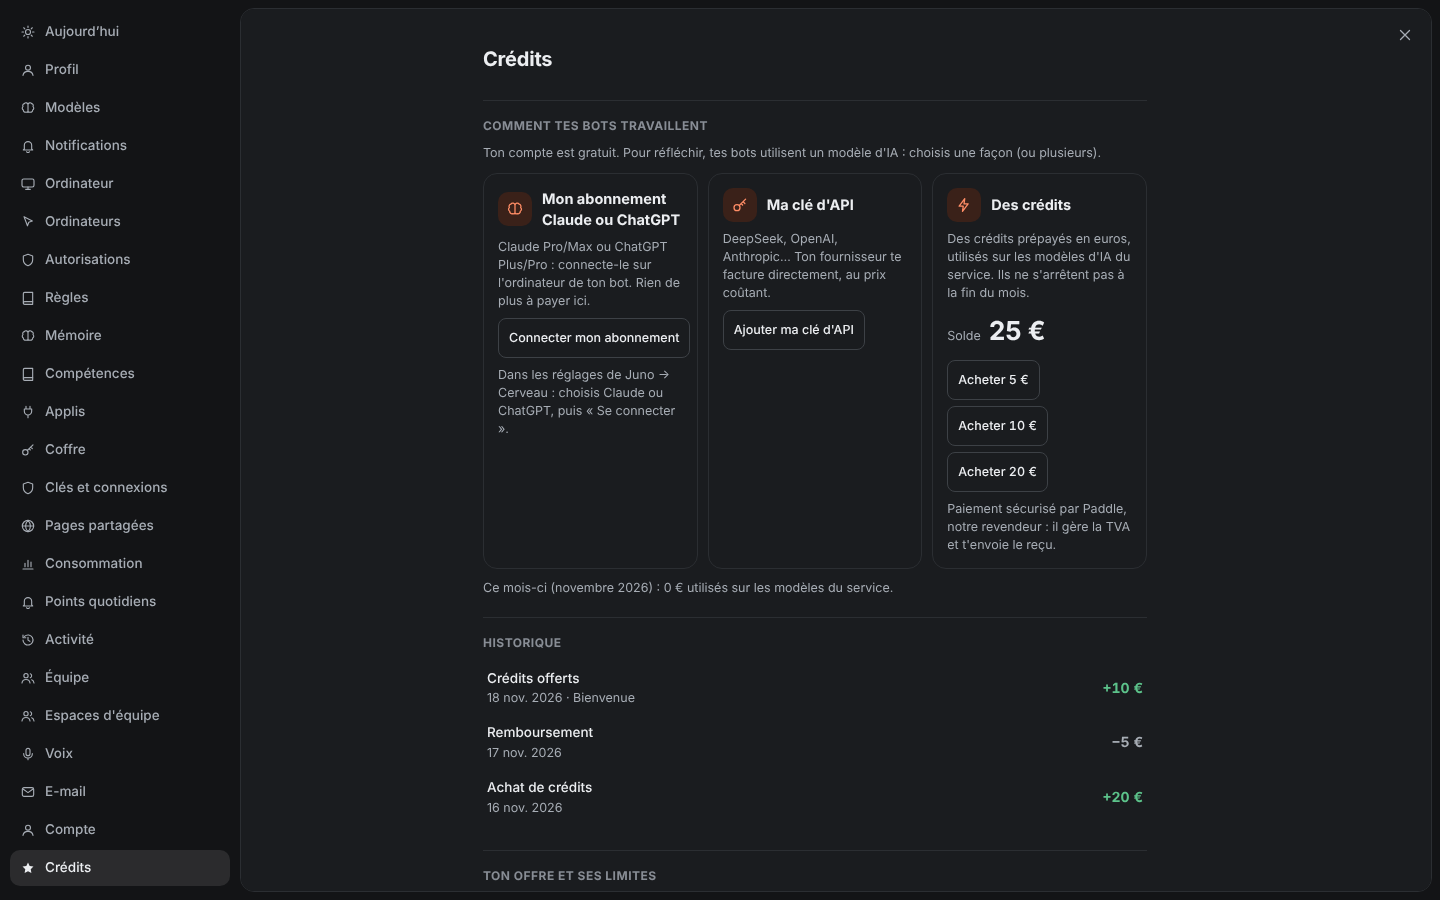 Aujourd'hui
Profil
Modèles
Notifications
Ordinateur
Ordinateurs
Autorisations
Règles
Mémoire
Compétences
Applis
Coffre
Clés et connexions
Pages partagées
Consommation
Points quotidiens
Activité
Équipe
Espaces d'équipe
Voix
E-mail
Compte
Crédits
Crédits
COMMENT TES BOTS TRAVAILLENT
Ton compte est gratuit. Pour réfléchir, tes bots utilisent un modèle d'IA : choisis une façon (ou plusieurs).
Mon abonnement
Claude ou ChatGPT
Claude Pro/Max ou ChatGPT
Plus/Pro : connecte-le sur
l'ordinateur de ton bot. Rien de
plus à payer ici.
Connecter mon abonnement
Dans les réglages de Juno →
Cerveau : choisis Claude ou
ChatGPT, puis « Se connecter
».
Ma clé d'API
DeepSeek, OpenAI,
Anthropic... Ton fournisseur te
facture directement, au prix
coûtant.
Ajouter ma clé d'API
Des crédits
Des crédits prépayés en euros,
utilisés sur les modèles d'IA du
service. Ils ne s'arrêtent pas à
la fin du mois.
Solde 25 €
Acheter 5 €
Acheter 10 €
Acheter 20 €
Paiement sécurisé par Paddle,
notre revendeur : il gère la TVA
et t'envoie le reçu.
Ce mois-ci (novembre 2026) : 0 € utilisés sur les modèles du service.
HISTORIQUE
Crédits offerts
18 nov. 2026 · Bienvenue
+10 €
Remboursement
17 nov. 2026
−5 €
Achat de crédits
16 nov. 2026
+20 €
TON OFFRE ET SES LIMITES